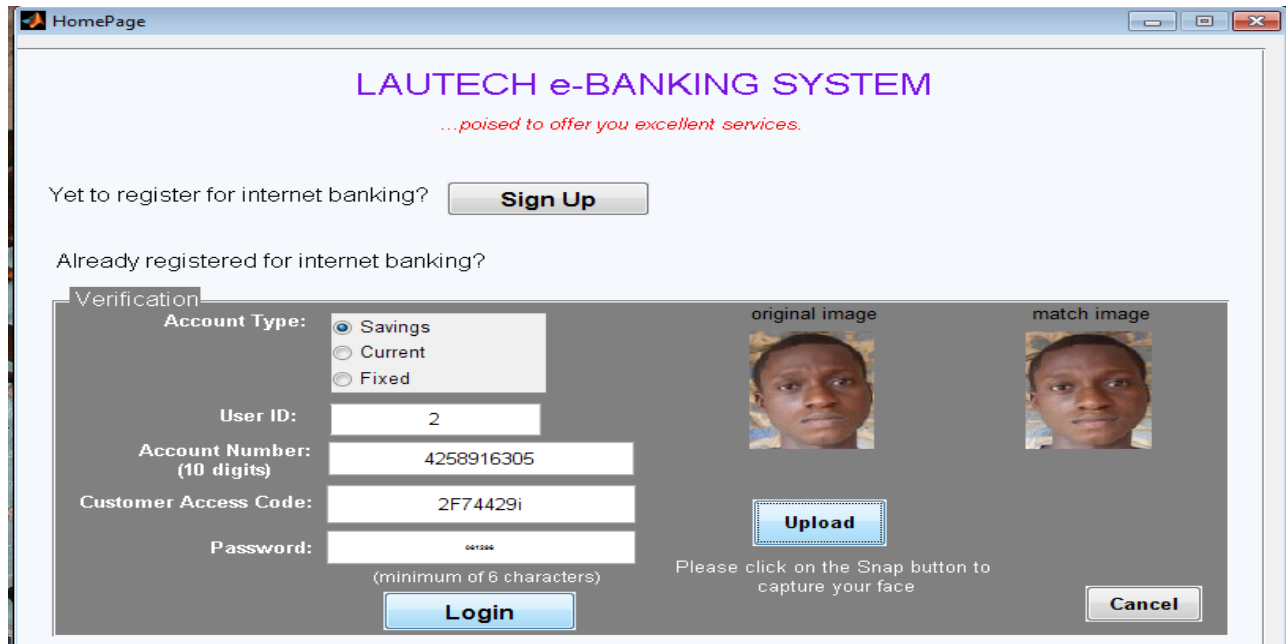 HomePage
LAUTECH e-BANKING SYSTEM
...poised to offer you excellent services.
Yet to register for internet banking? Sign Up
Already registered for internet banking?
Verification
Account Type: Savings
Current
Fixed
original image match image
User ID: 2
Account Number: 4258916305
(10 digits)
Customer Access Code: 2F74429i
Upload
Password:
(minimum of 6 characters)
Please click on the Snap button to
capture your face
Login
Cancel